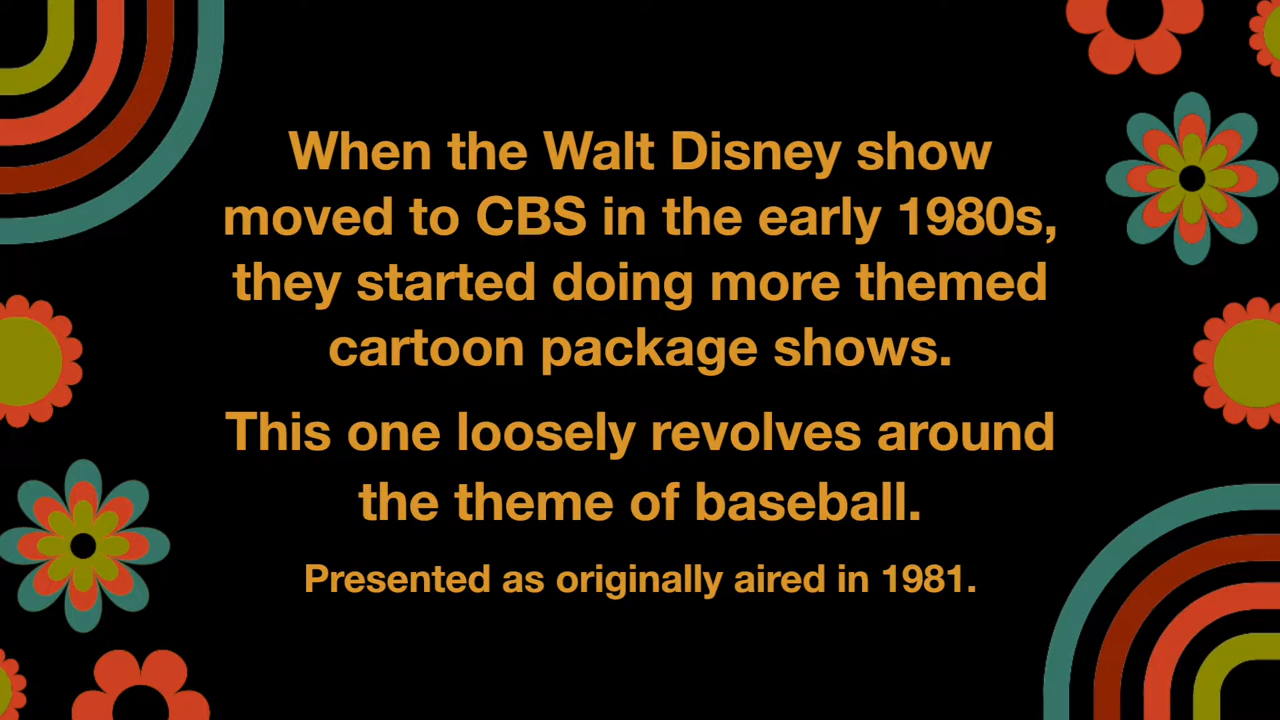 When the Walt Disney show
moved to CBS in the early 1980s,
they started doing more themed
cartoon package shows.
This one loosely revolves around
the theme of baseball.
Presented as originally aired in 1981.